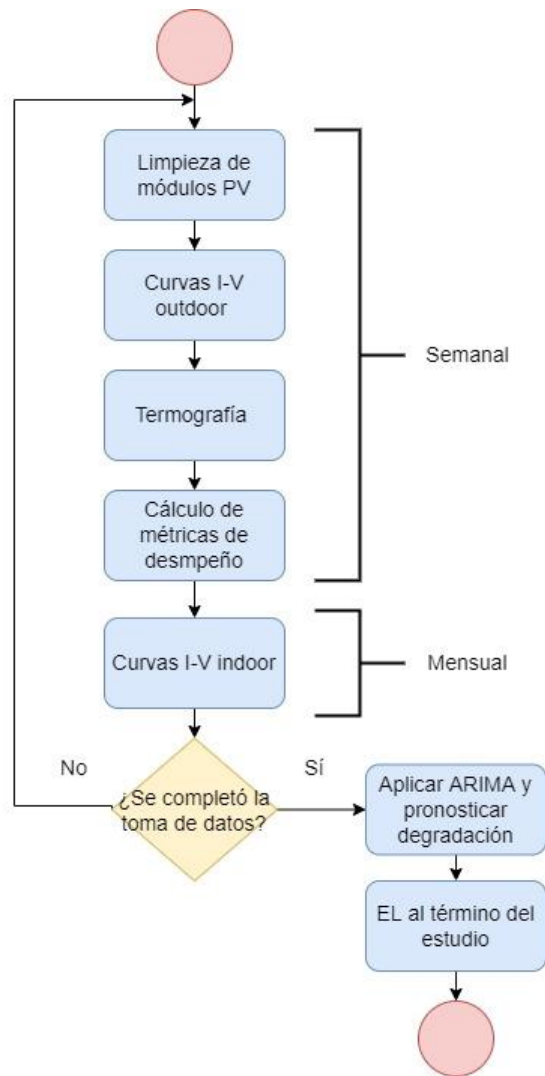 Limpieza de
módulos PV
Curvas I-V
outdoor
Termografía
Cálculo de
métricas de
desmpeño
Semanal
Curvas I-V indoor
Mensual
No
¿Se completó la
toma de datos?
Sí
Aplicar ARIMA y
pronosticar
degradación
EL al término del
estudio